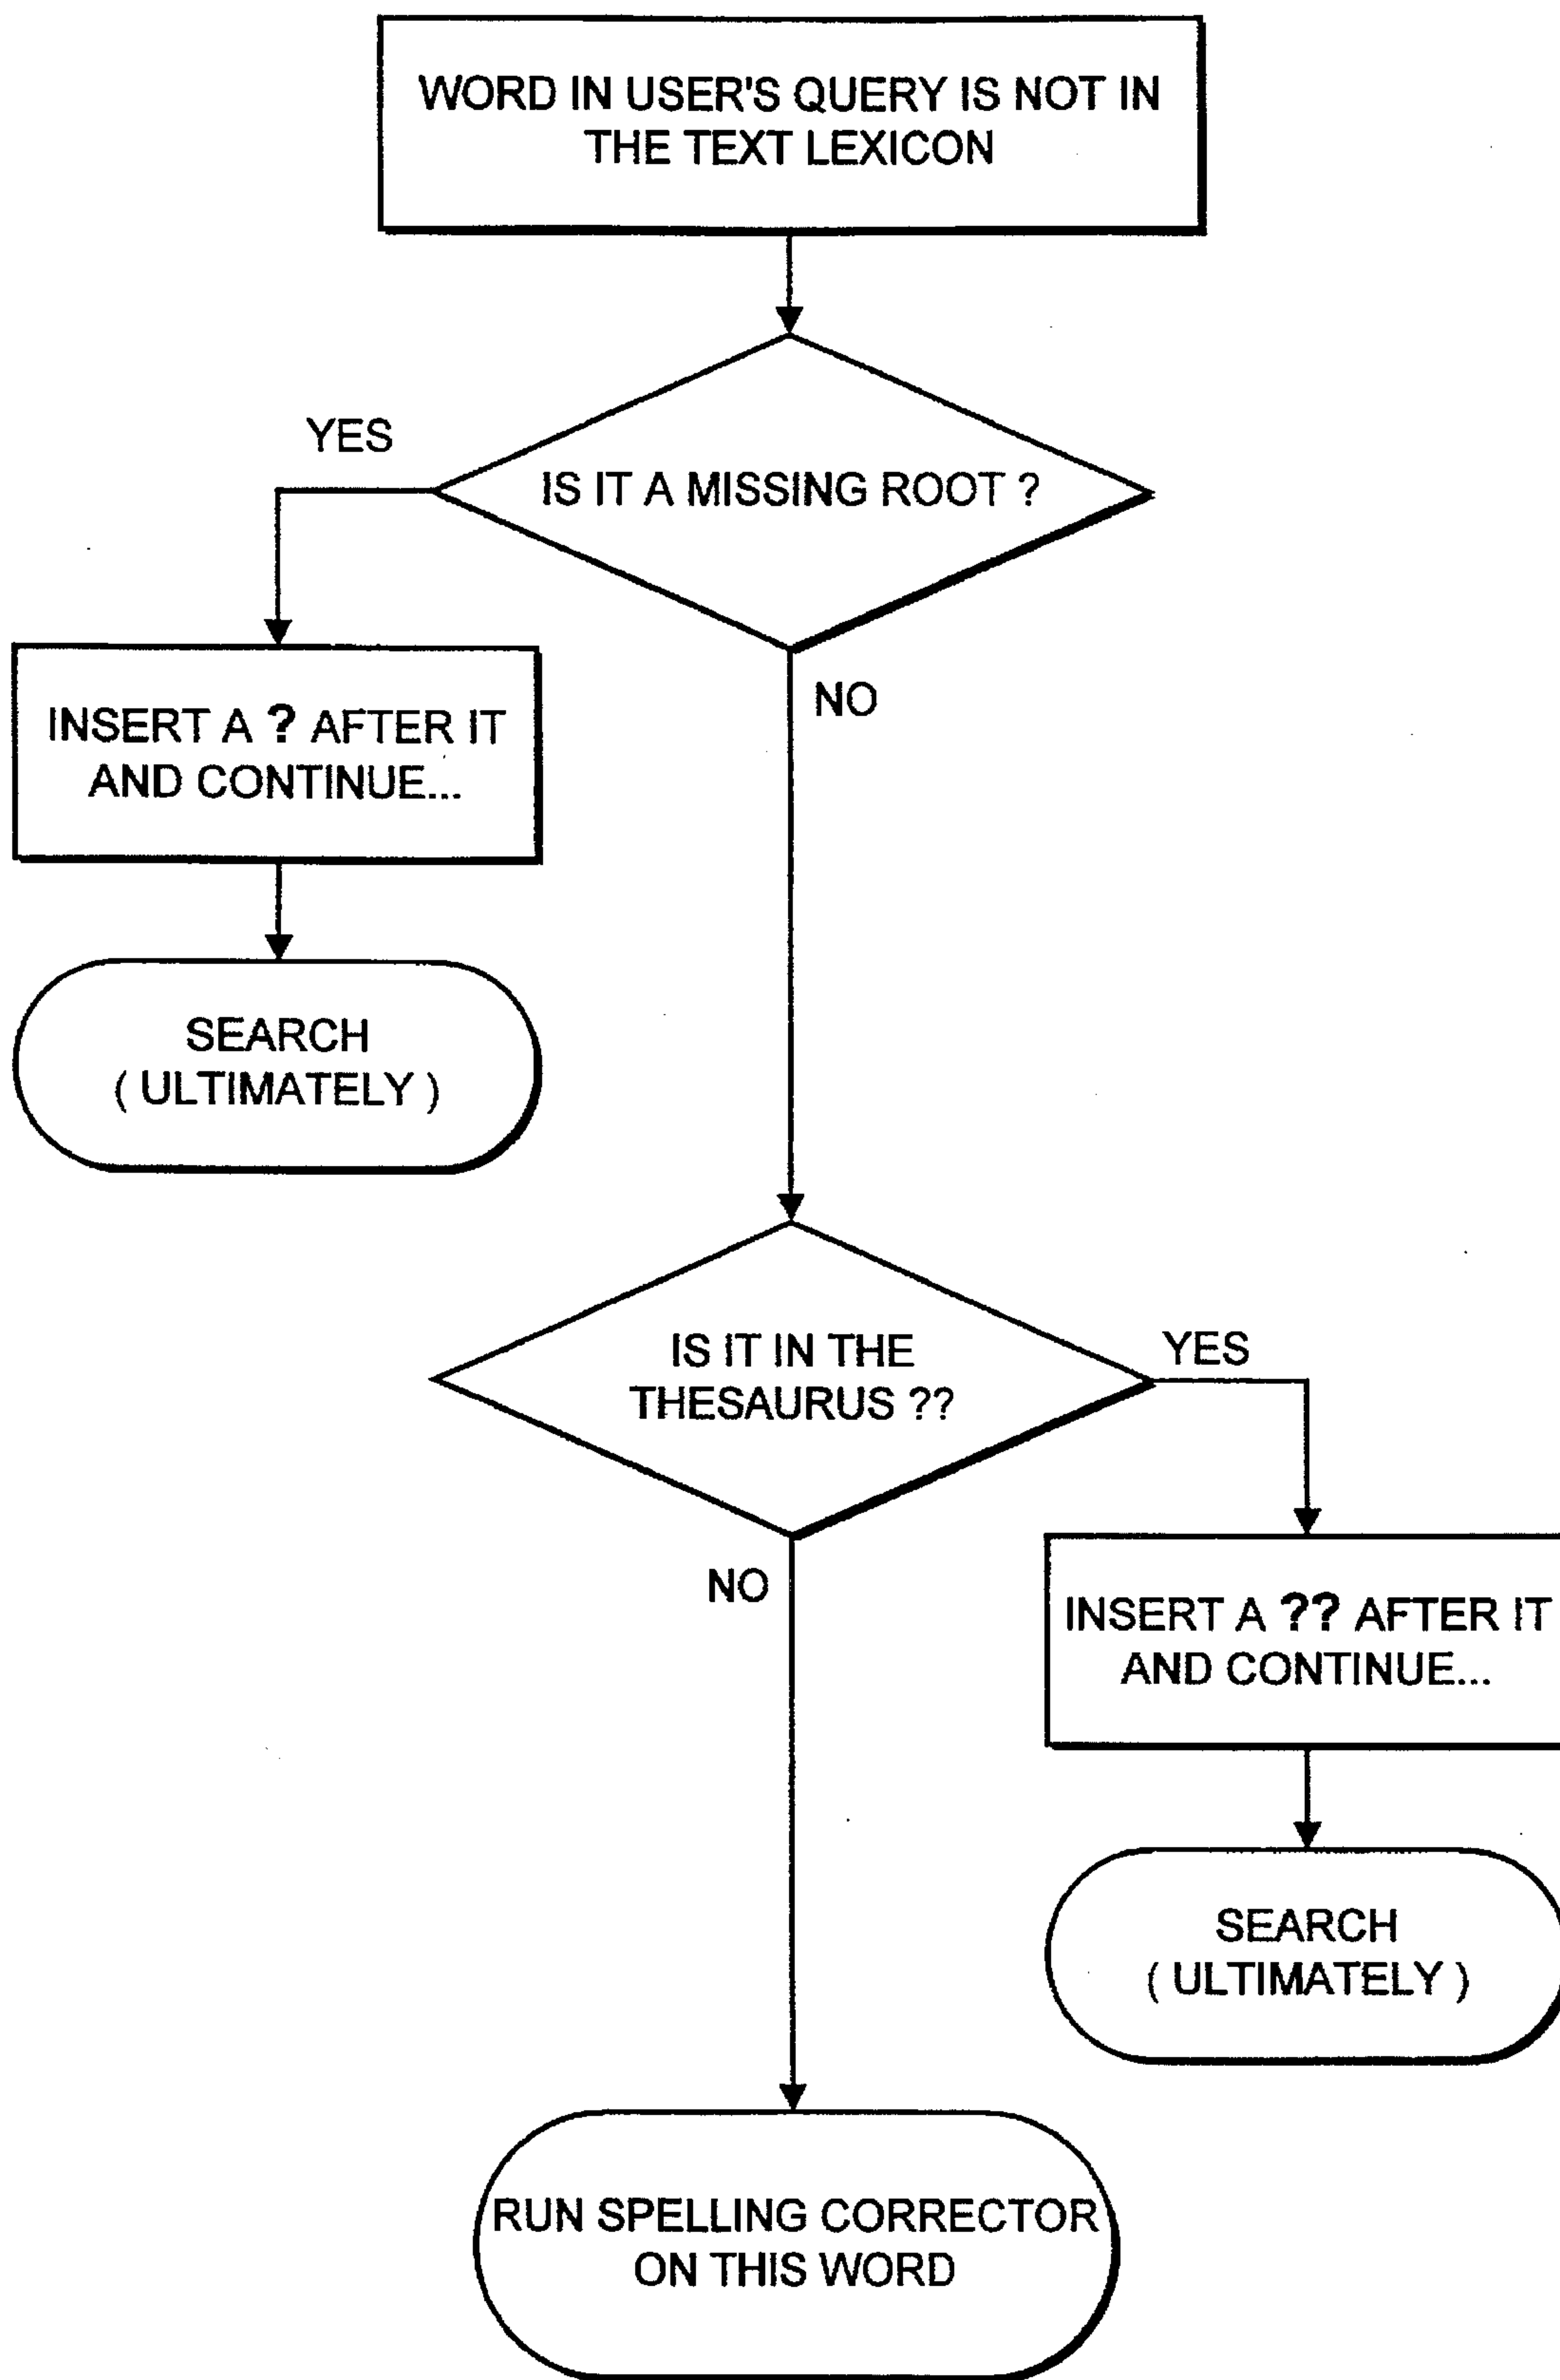 WORD IN USER'S QUERY IS NOT IN
THE TEXT LEXICON
YES
IS IT A MISSING ROOT ?
NO
INSERT A ? AFTER IT
AND CONTINUE...
SEARCH
( ULTIMATELY )
IS IT IN THE
THESAURUS ??
YES
NO
INSERT A ?? AFTER IT
AND CONTINUE...
SEARCH
( ULTIMATELY )
RUN SPELLING CORRECTOR
ON THIS WORD